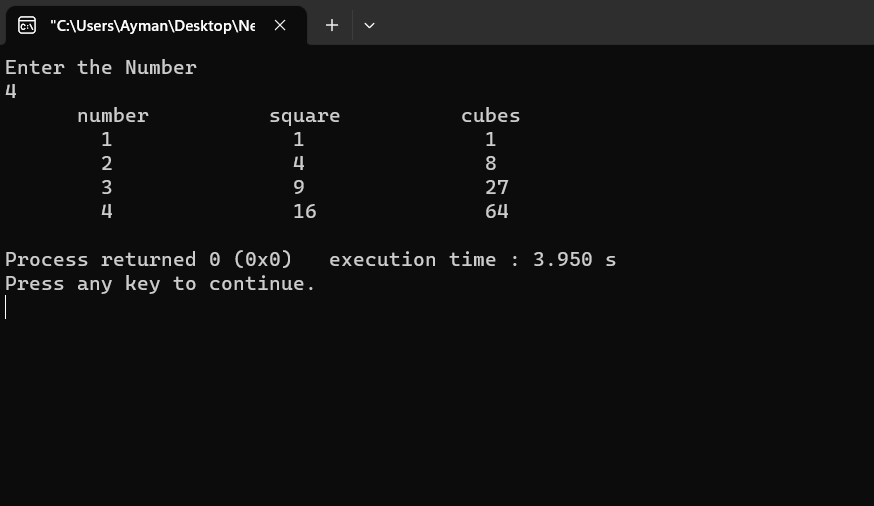 "C:\Users\Ayman\Desktop\Ne
Enter the Number
4
number square cubes
1 1 1
2 4 8
3 9 27
4 16 64
Process returned 0 (0x0) execution time : 3.950 s
Press any key to continue.